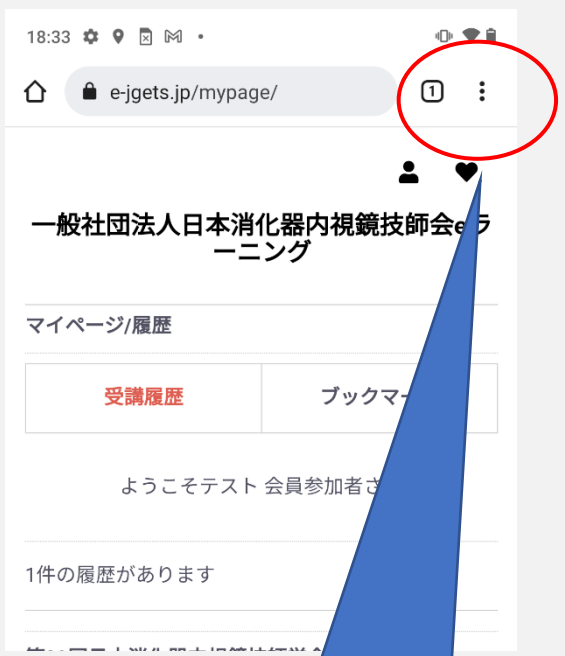 18:33
e-jgets.jp/mypage/
1
一般社団法人日本消化器内視鏡技師会eラ
ーニング
マイページ/履歴
受講履歴
ブックマー
ようこそテスト 会員参加者さ
1件の履歴があります